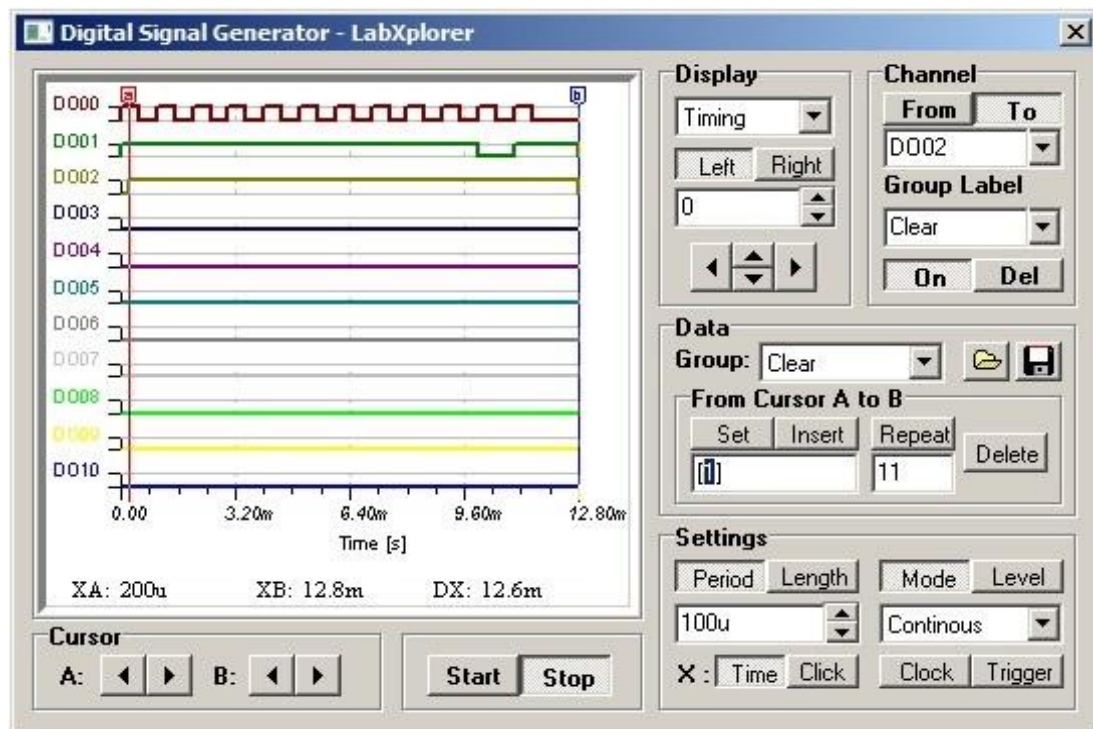 Digital Signal Generator - LabXplorer
DO00
a
b
DO01
DO02
DO03
DO04
DO05
DO06
DO07
DO08
DO09
DO10
0.00 3.20m 6.40m 9.60m 12.80m
Time [s]
XA: 200u XB: 12.8m DX: 12.6m
Cursor
A: B:
Start Stop
Display
Timing
Left Right
0
Channel
From To
DO02
Group Label
Clear
On Del
Data
Group: Clear
From Cursor A to B
Set Insert Repeat
Delete
[1] 11
Settings
Period Length Mode Level
100u Continous
X : Time Click Clock Trigger